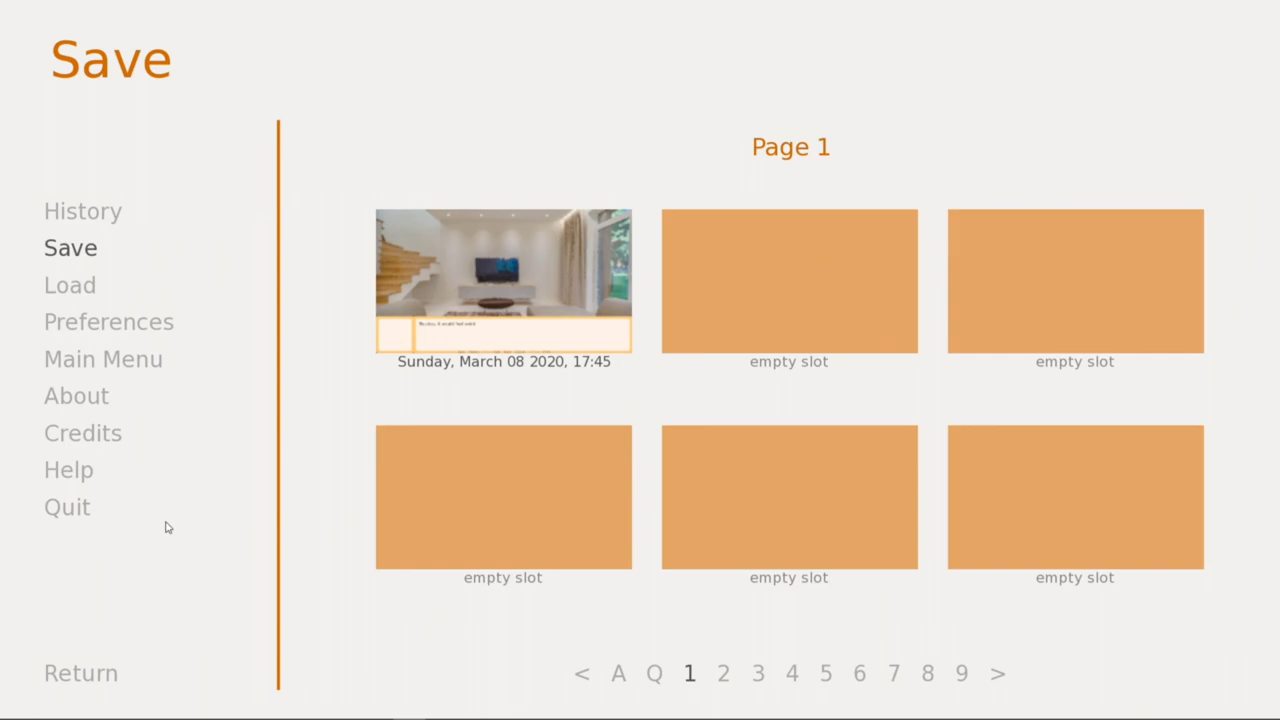 Save
Page 1
History
Save
Load
Preferences
Main Menu
About
Credits
Help
Quit
Return
Sunday, March 08 2020, 17:45
empty slot
empty slot
empty slot
empty slot
empty slot
< A Q 1 2 3 4 5 6 7 8 9 >